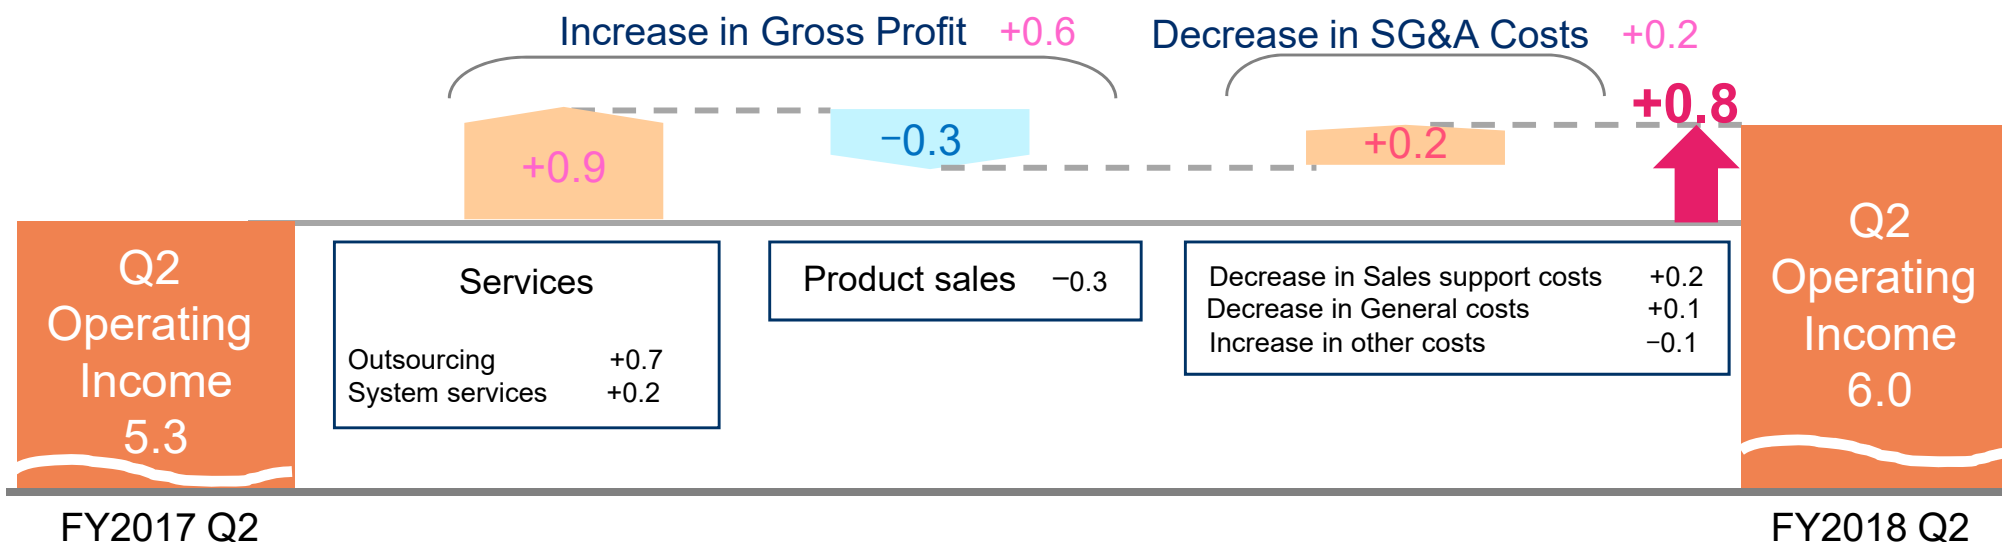 Increase in Gross Profit +0.6
Decrease in SG&A Costs +0.2
+0.8
+0.9
−0.3
+0.2
Q2
Operating
Income
5.3
Services
Outsourcing +0.7
System services +0.2
Product sales −0.3
Decrease in Sales support costs +0.2
Decrease in General costs +0.1
Increase in other costs −0.1
Q2
Operating
Income
6.0
FY2017 Q2
FY2018 Q2